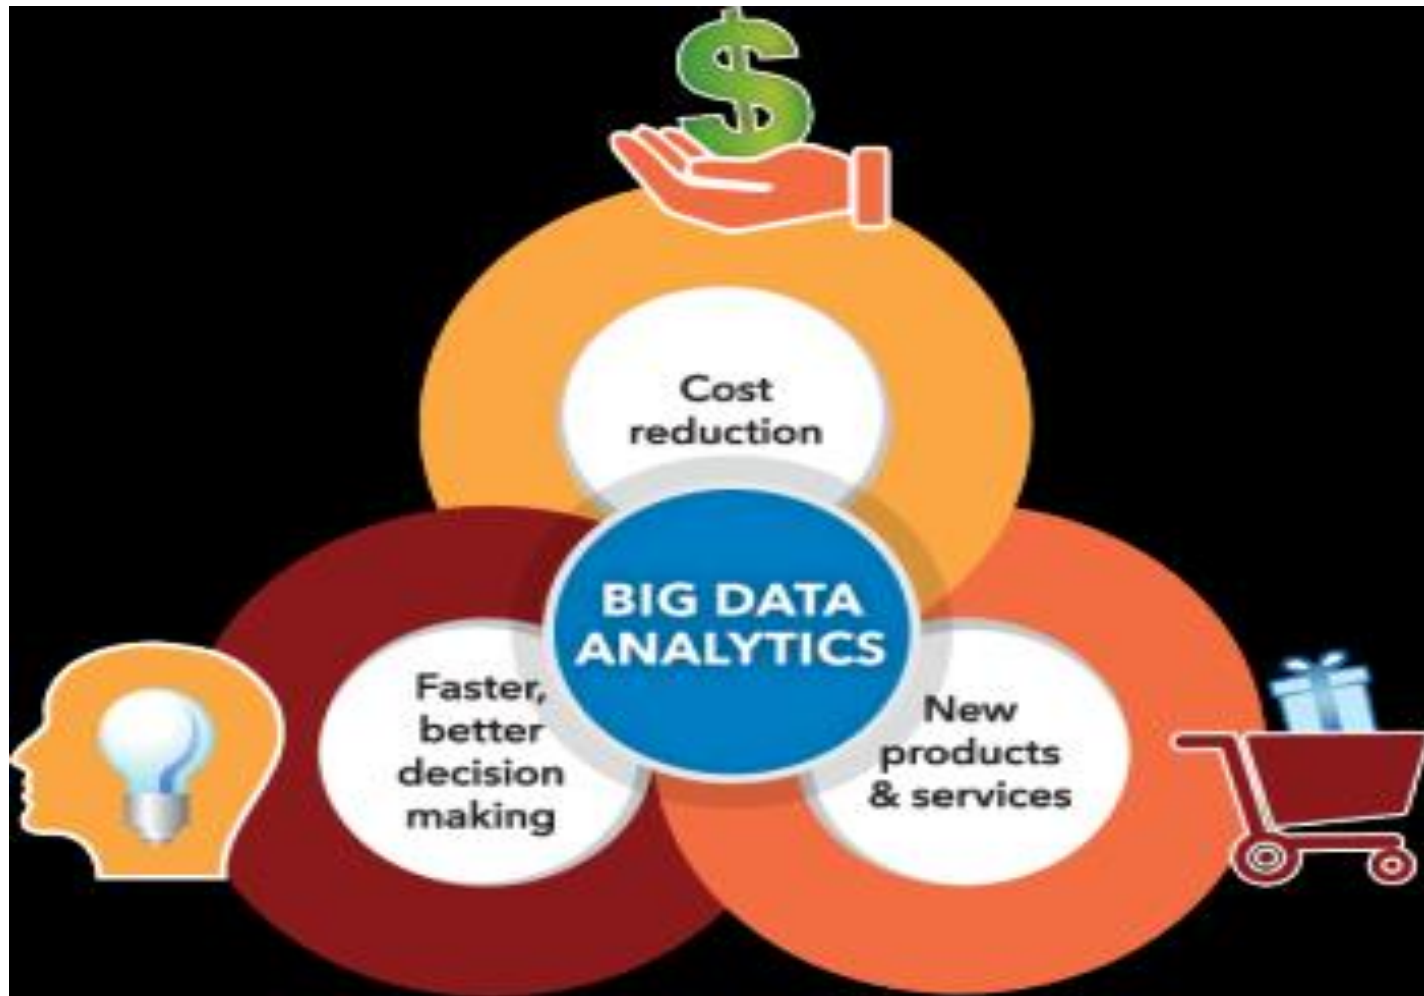 Cost
reduction
BIG DATA
ANALYTICS
Faster,
better
decision
making
New
products
& services